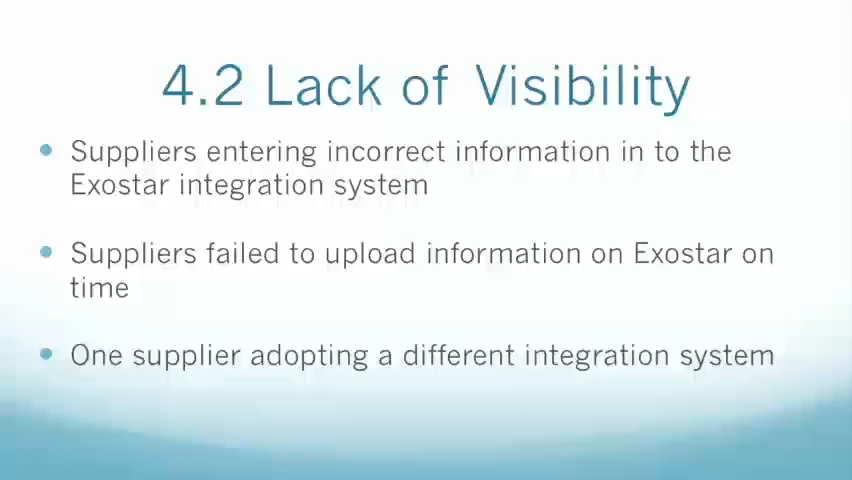 4.2 Lack of Visibility
• Suppliers entering incorrect information in to the
Exostar integration system
• Suppliers failed to upload information on Exostar on
time
• One supplier adopting a different integration system